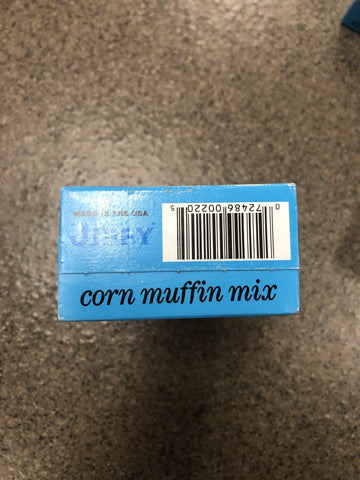 MADE IN THE USA
JIFFY
0 72486 00220 5
corn muffin mix